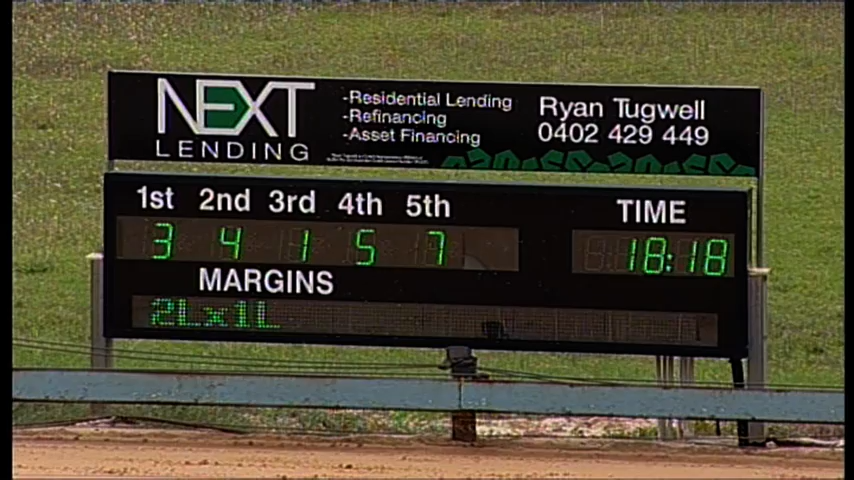 NEXT
LENDING
-Residential Lending
-Refinancing
-Asset Financing
Ryan Tugwell
0402 429 449
1st 2nd 3rd 4th 5th
TIME
3 4 1 5 7
18:18
MARGINS
2Lx1L